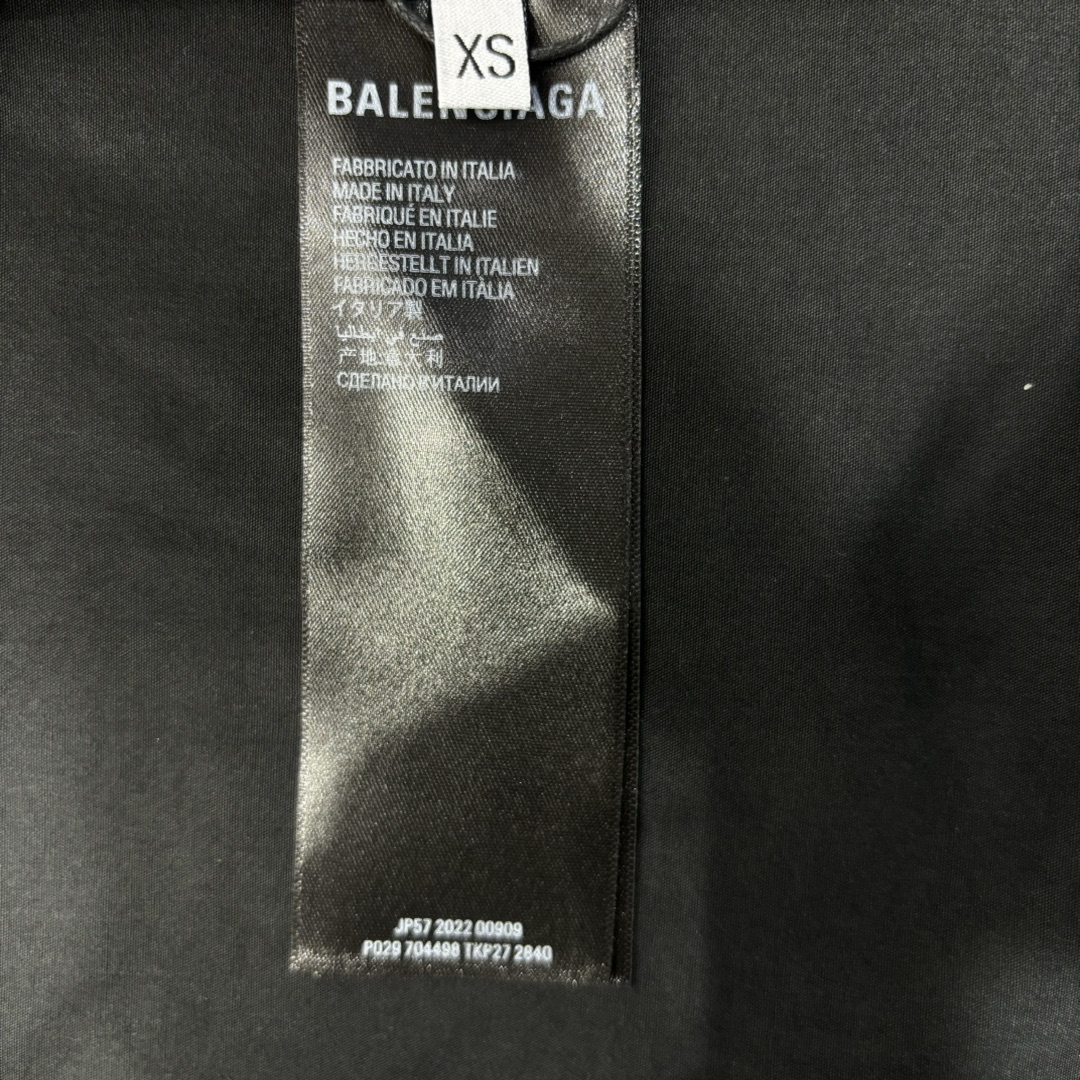 XS
BALENCIAGA
FABBRICATO IN ITALIA
MADE IN ITALY
FABRIQUÉ EN ITALIE
HECHO EN ITALIA
HERGESTELLT IN ITALIEN
FABRICADO EM ITÀLIA
イタリア製
صنع في إيطاليا
产地意大利
СДЕЛАНО В ИТАЛИИ
JP57 2022 00909
P029 704498 TKP27 2840